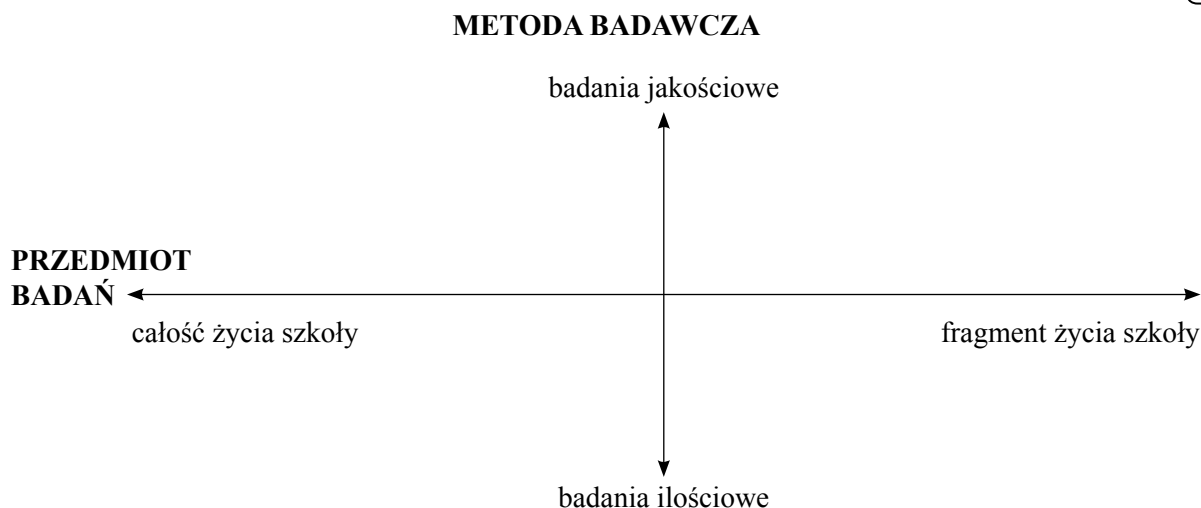 METODA BADAWCZA
badania jakościowe
PRZEDMIOT
BADAŃ
całość życia szkoły
fragment życia szkoły
badania ilościowe